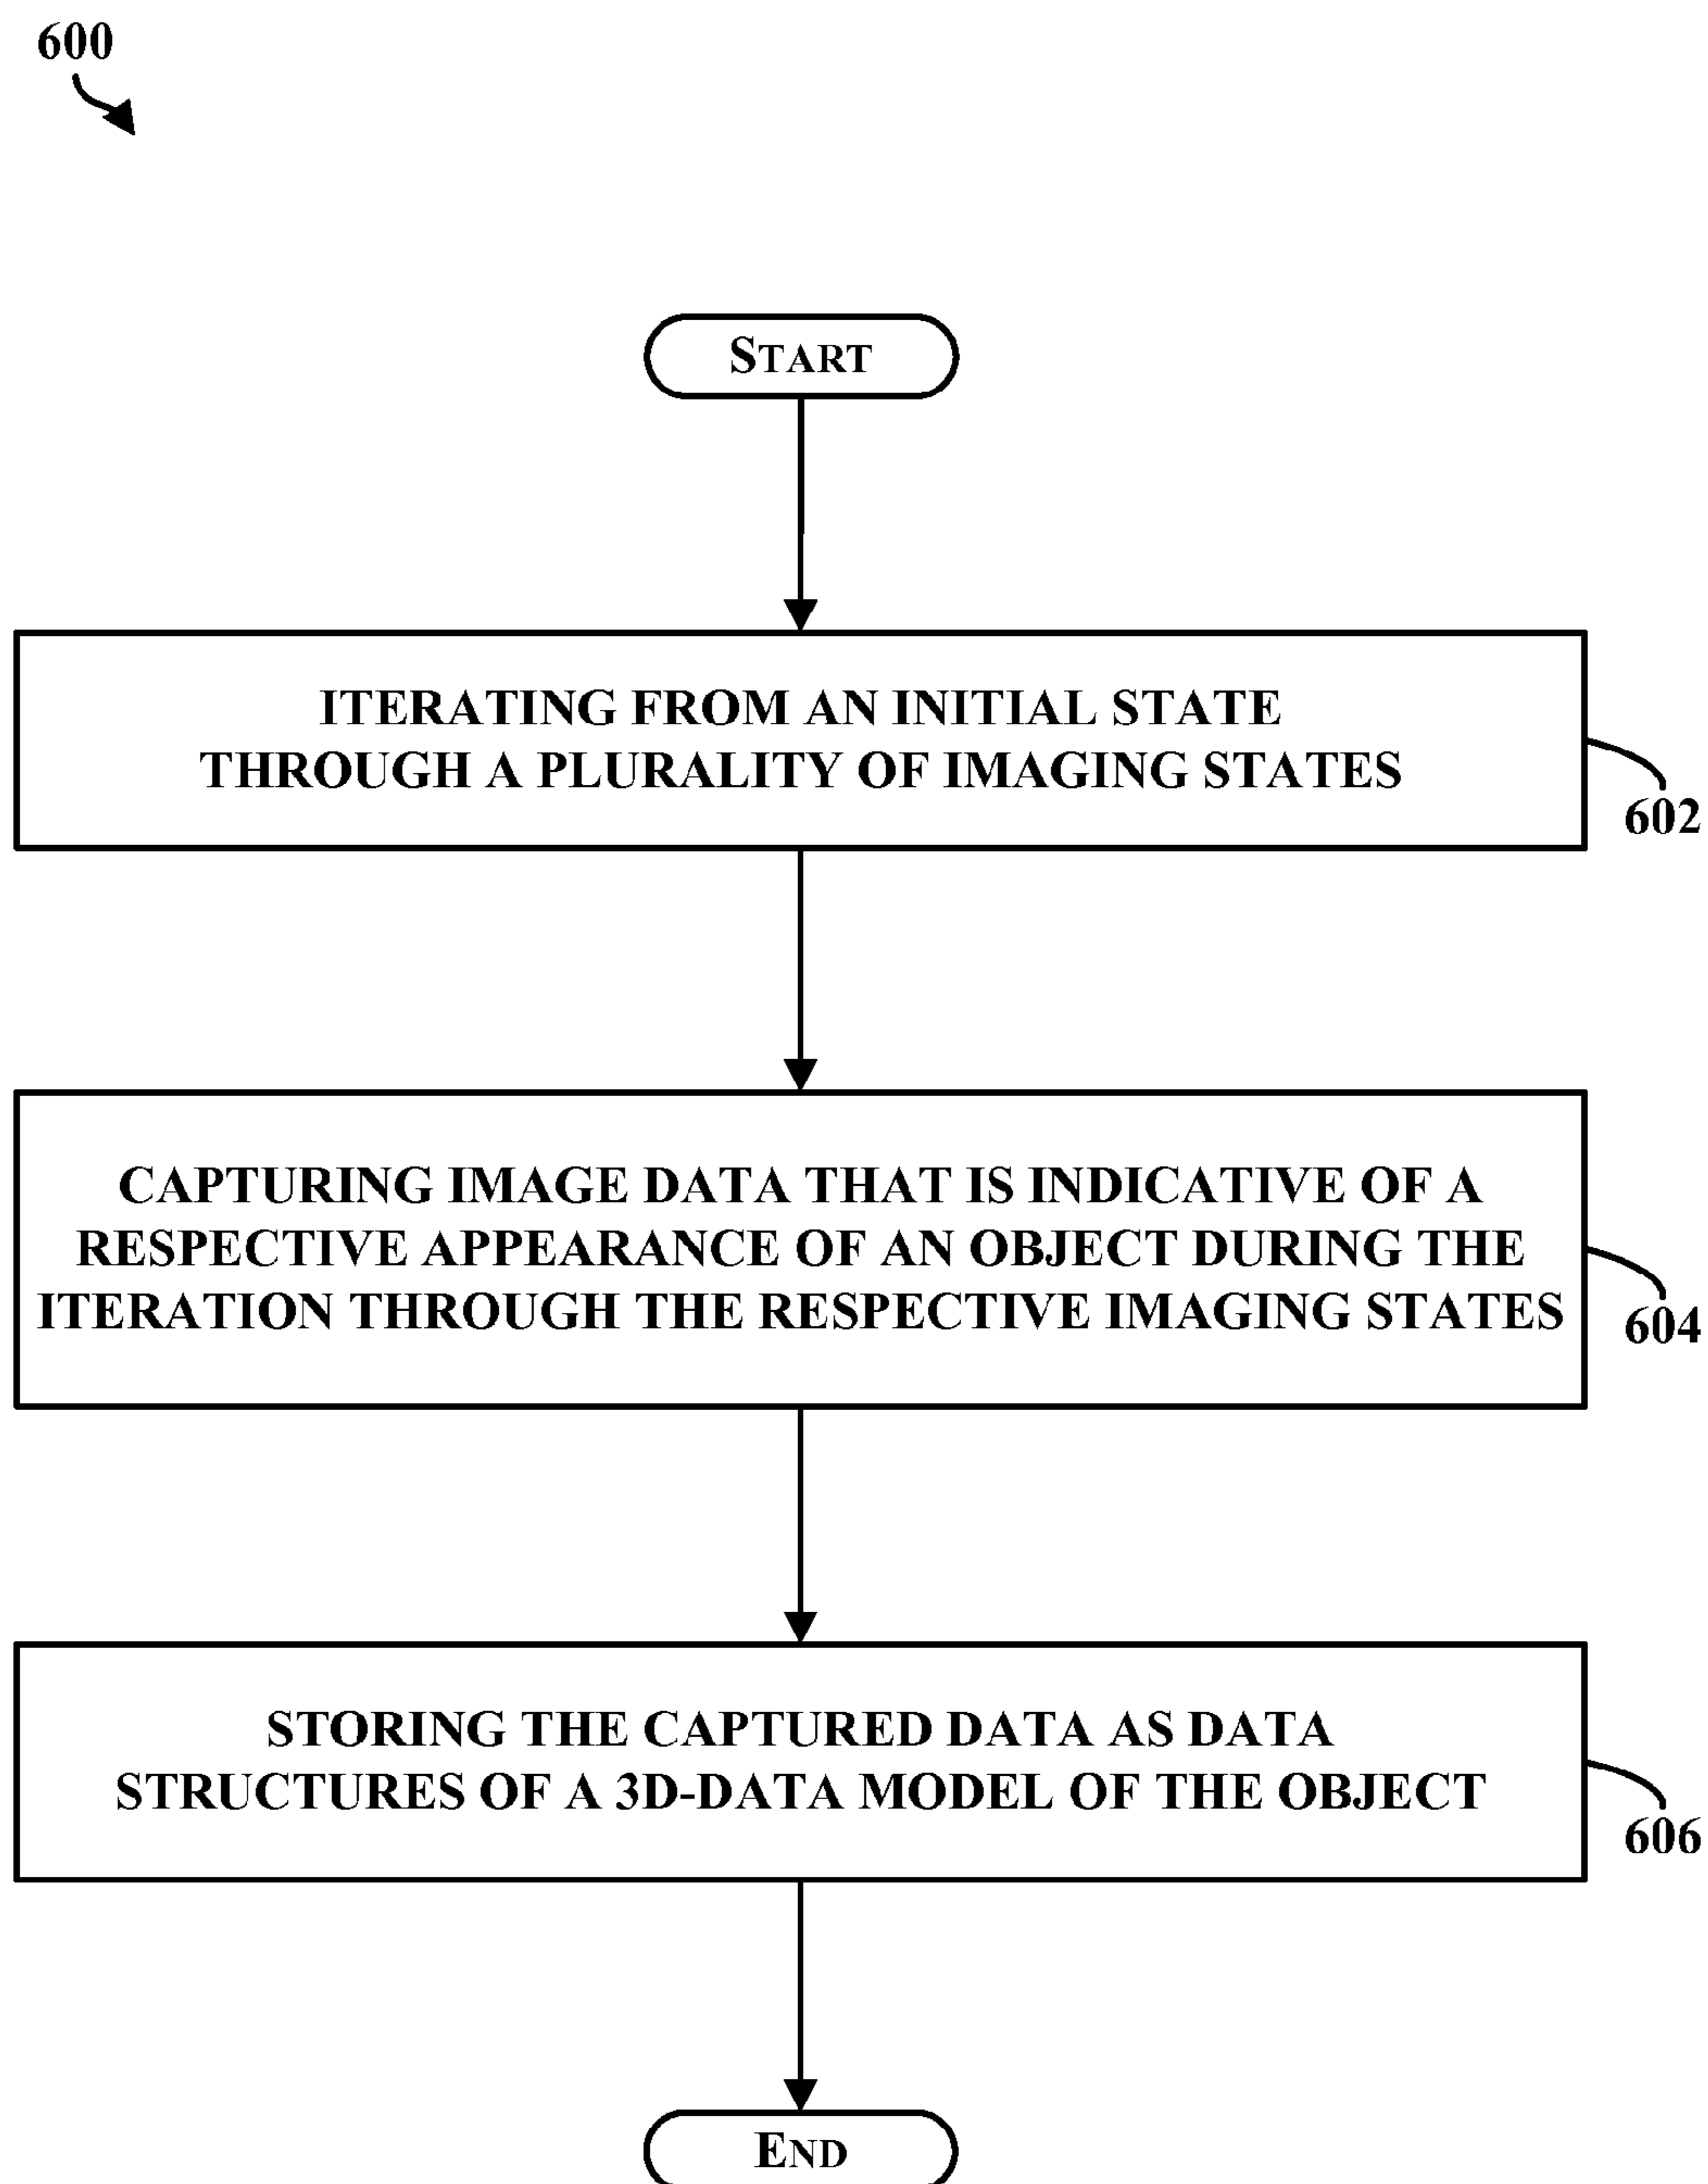 600
START
ITERATING FROM AN INITIAL STATE
THROUGH A PLURALITY OF IMAGING STATES
602
CAPTURING IMAGE DATA THAT IS INDICATIVE OF A
RESPECTIVE APPEARANCE OF AN OBJECT DURING THE
ITERATION THROUGH THE RESPECTIVE IMAGING STATES
604
STORING THE CAPTURED DATA AS DATA
STRUCTURES OF A 3D-DATA MODEL OF THE OBJECT
606
END